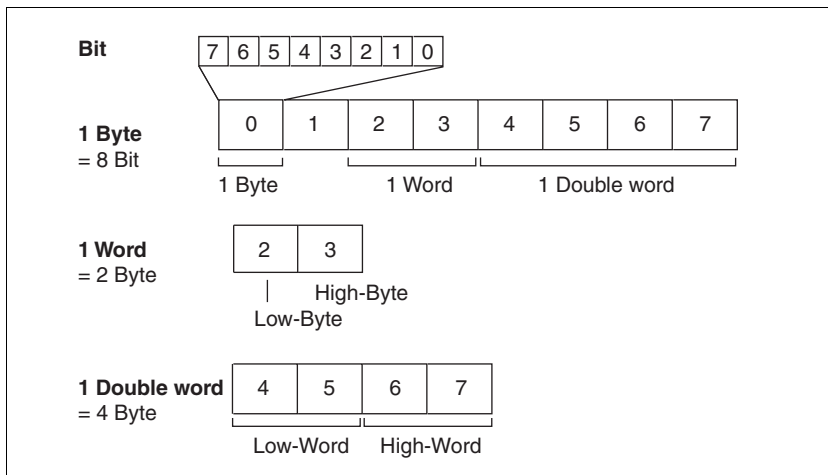 Bit
7 6 5 4 3 2 1 0
1 Byte
= 8 Bit
0 1 2 3 4 5 6 7
1 Byte 1 Word 1 Double word
1 Word
= 2 Byte
2 3
High-Byte
Low-Byte
1 Double word
= 4 Byte
4 5 6 7
Low-Word High-Word